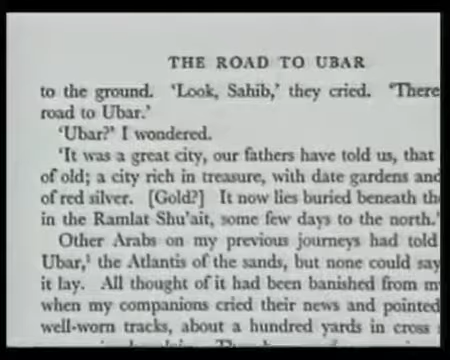 THE ROAD TO UBAR
to the ground. 'Look, Sahib,' they cried. 'There
road to Ubar.'
'Ubar?' I wondered.
'It was a great city, our fathers have told us, that
of old; a city rich in treasure, with date gardens and
of red silver. [Gold?] It now lies buried beneath th
in the Ramlat Shu'ait, some few days to the north.'
Other Arabs on my previous journeys had told
Ubar,¹ the Atlantis of the sands, but none could say
it lay. All thought of it had been banished from m
when my companions cried their news and pointed
well-worn tracks, about a hundred yards in cross